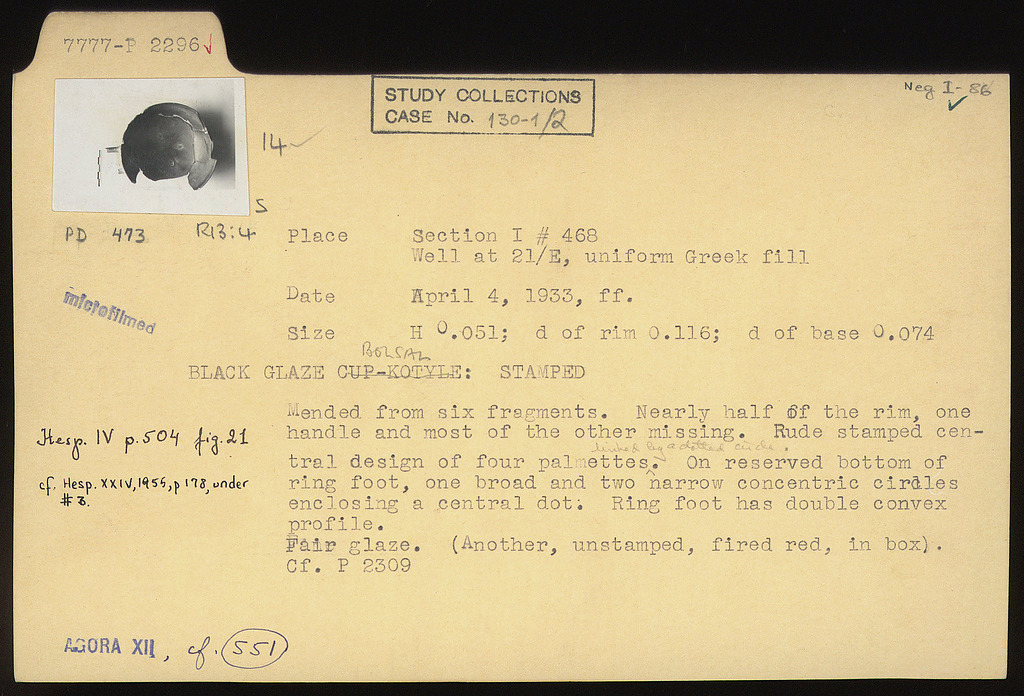 7777-P 2296 ✓
STUDY COLLECTIONS
CASE No. 130-1/2
Neg I-86 ✓
14 ✓
S
PD 473
R13:4
Place Section I # 468
Well at 21/E, uniform Greek fill
Date April 4, 1933, ff.
microfilmed
Size H 0.051; d of rim 0.116; d of base 0.074
BOLSAL
BLACK GLAZE CUP-KOTYLE: STAMPED
Mended from six fragments. Nearly half of the rim, one
handle and most of the other missing. Rude stamped cen-
linked by a dotted circle.
tral design of four palmettes. On reserved bottom of
ring foot, one broad and two narrow concentric circles
enclosing a central dot. Ring foot has double convex
profile.
Fair glaze. (Another, unstamped, fired red, in box).
Cf. P 2309
Hesp. IV p.504 fig.21
cf. Hesp. XXIV, 1955, p 178, under
# 3.
AGORA XII, cf. 551